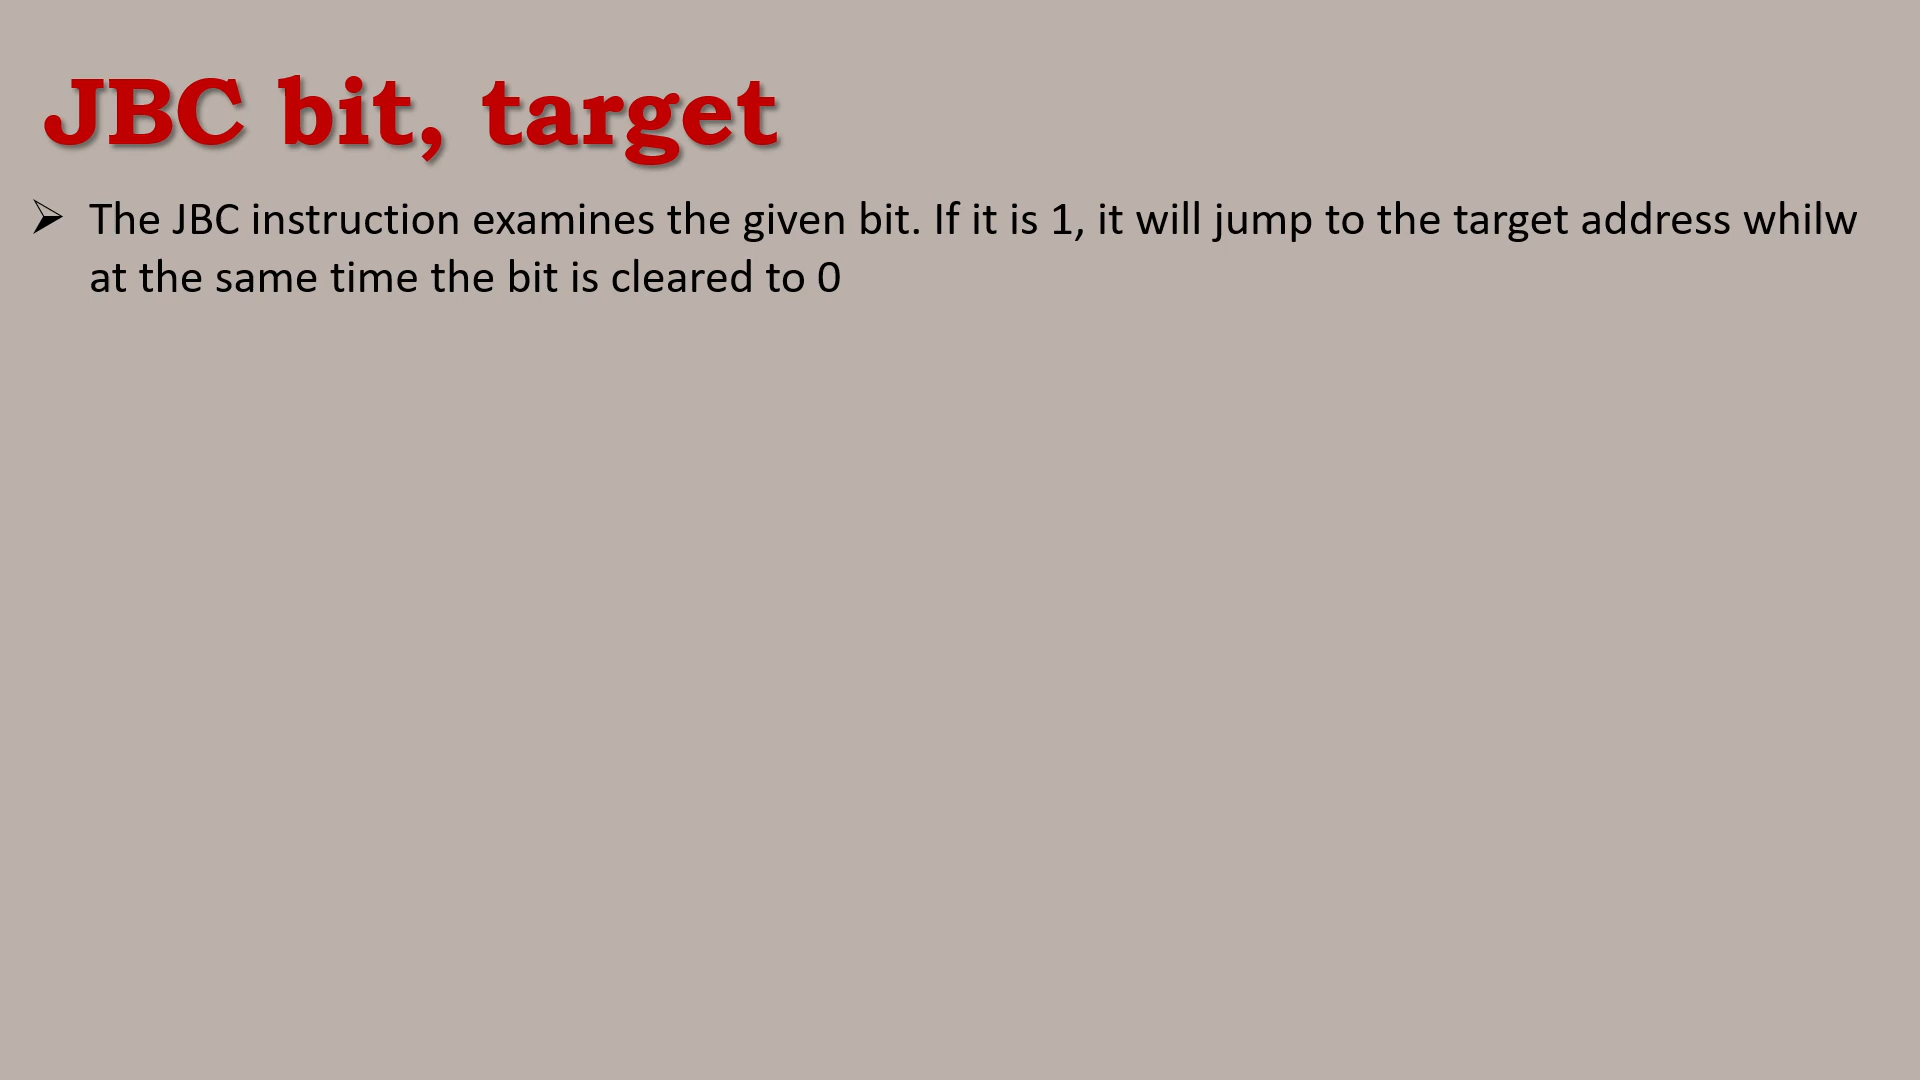 JBC bit, target
The JBC instruction examines the given bit. If it is 1, it will jump to the target address whilw
at the same time the bit is cleared to 0